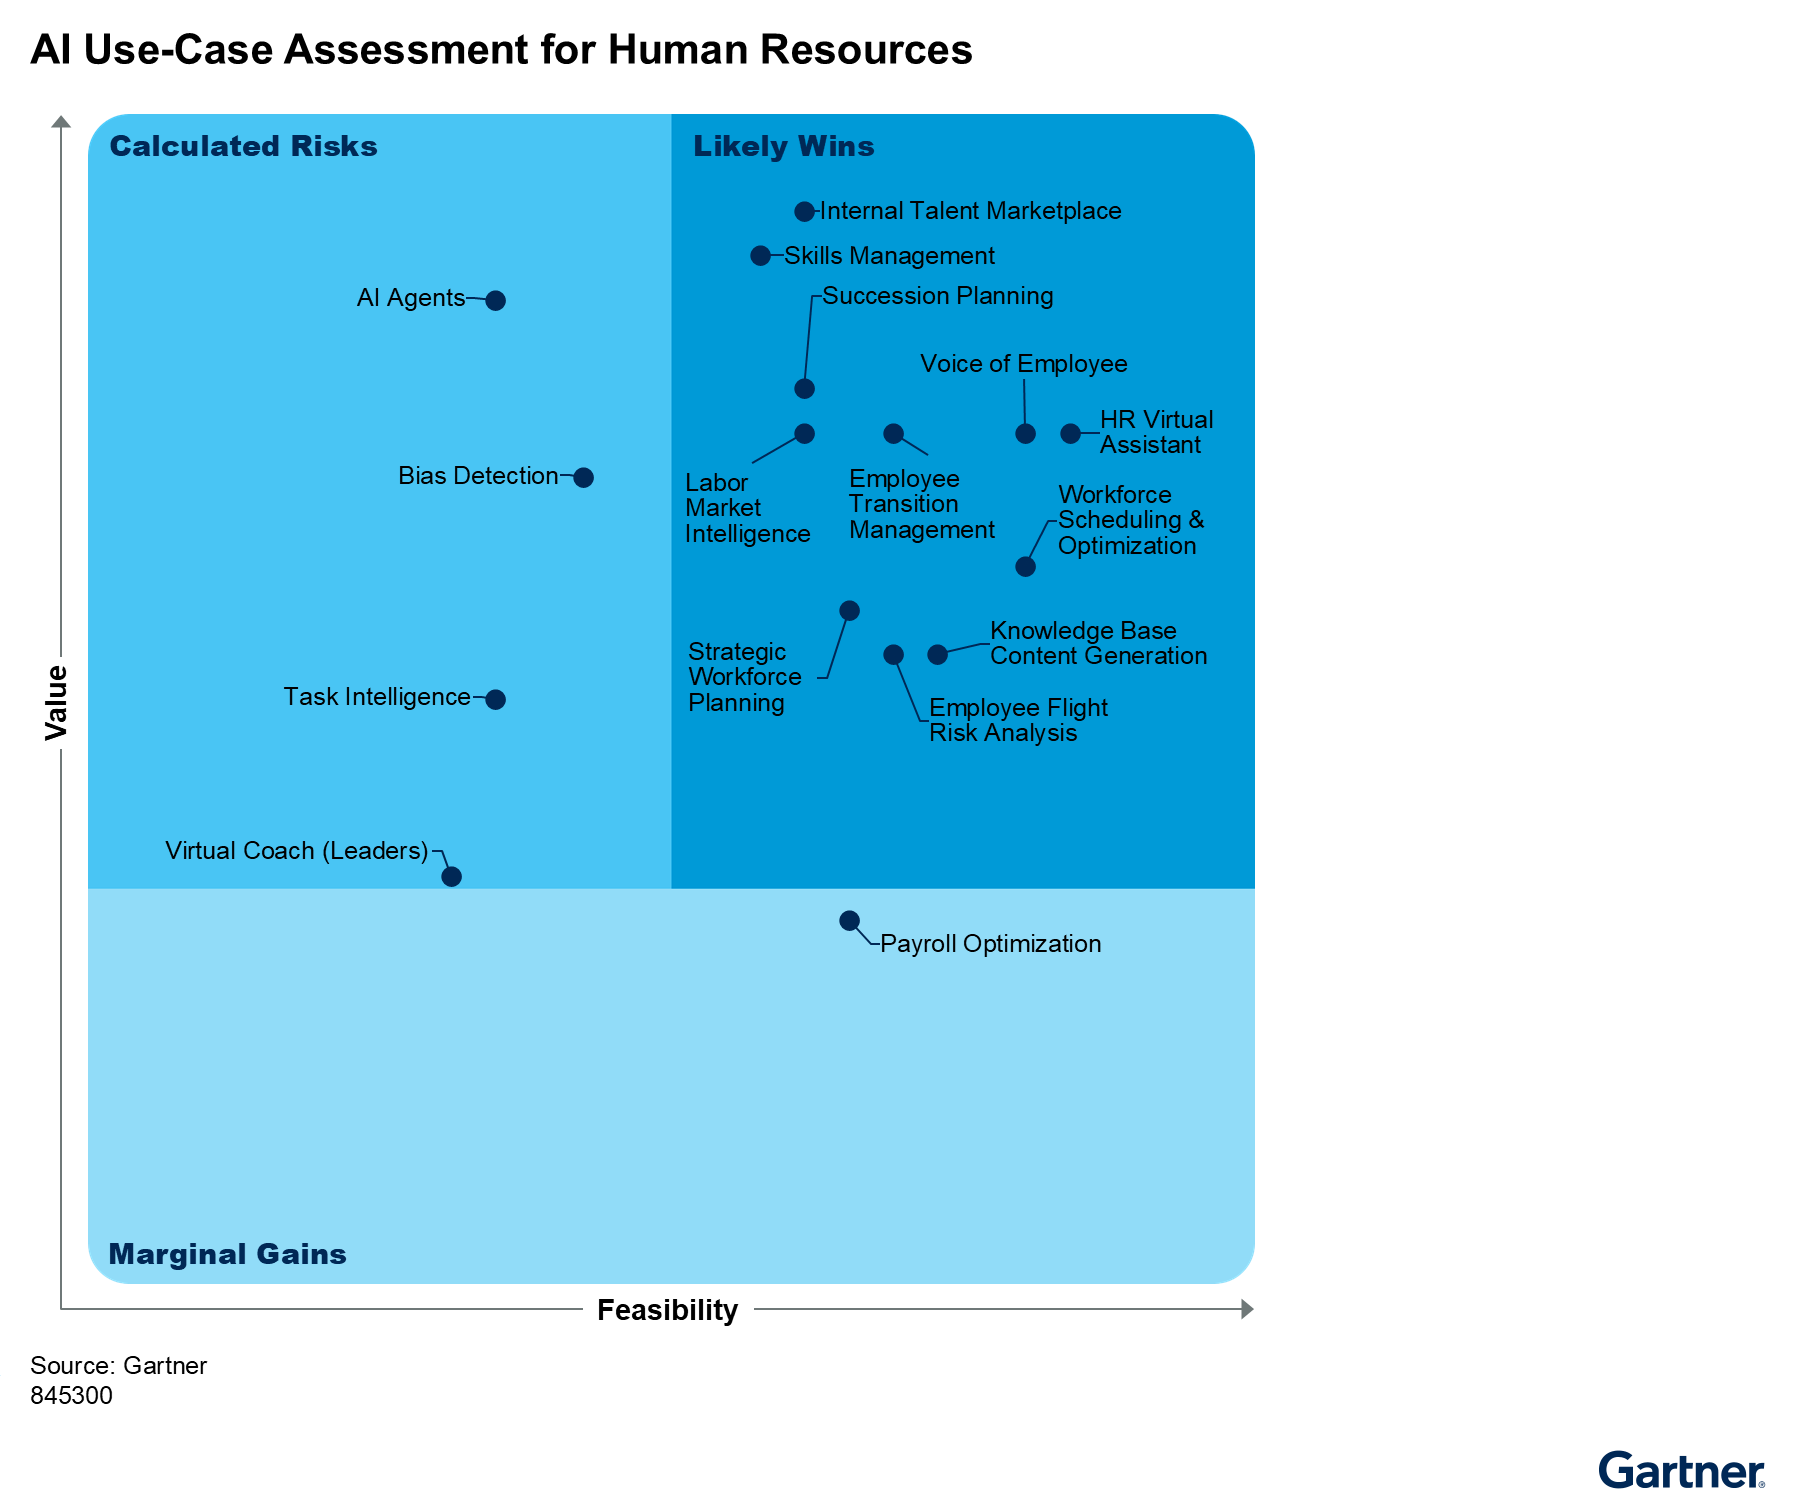 AI Use-Case Assessment for Human Resources
Calculated Risks
Likely Wins
Internal Talent Marketplace
Skills Management
AI Agents
Succession Planning
Voice of Employee
HR Virtual
Assistant
Bias Detection
Labor
Market
Intelligence
Employee
Transition
Management
Workforce
Scheduling &
Optimization
Strategic
Workforce
Planning
Knowledge Base
Content Generation
Employee Flight
Risk Analysis
Task Intelligence
Virtual Coach (Leaders)
Payroll Optimization
Marginal Gains
Value
Feasibility
Source: Gartner
845300
Gartner®